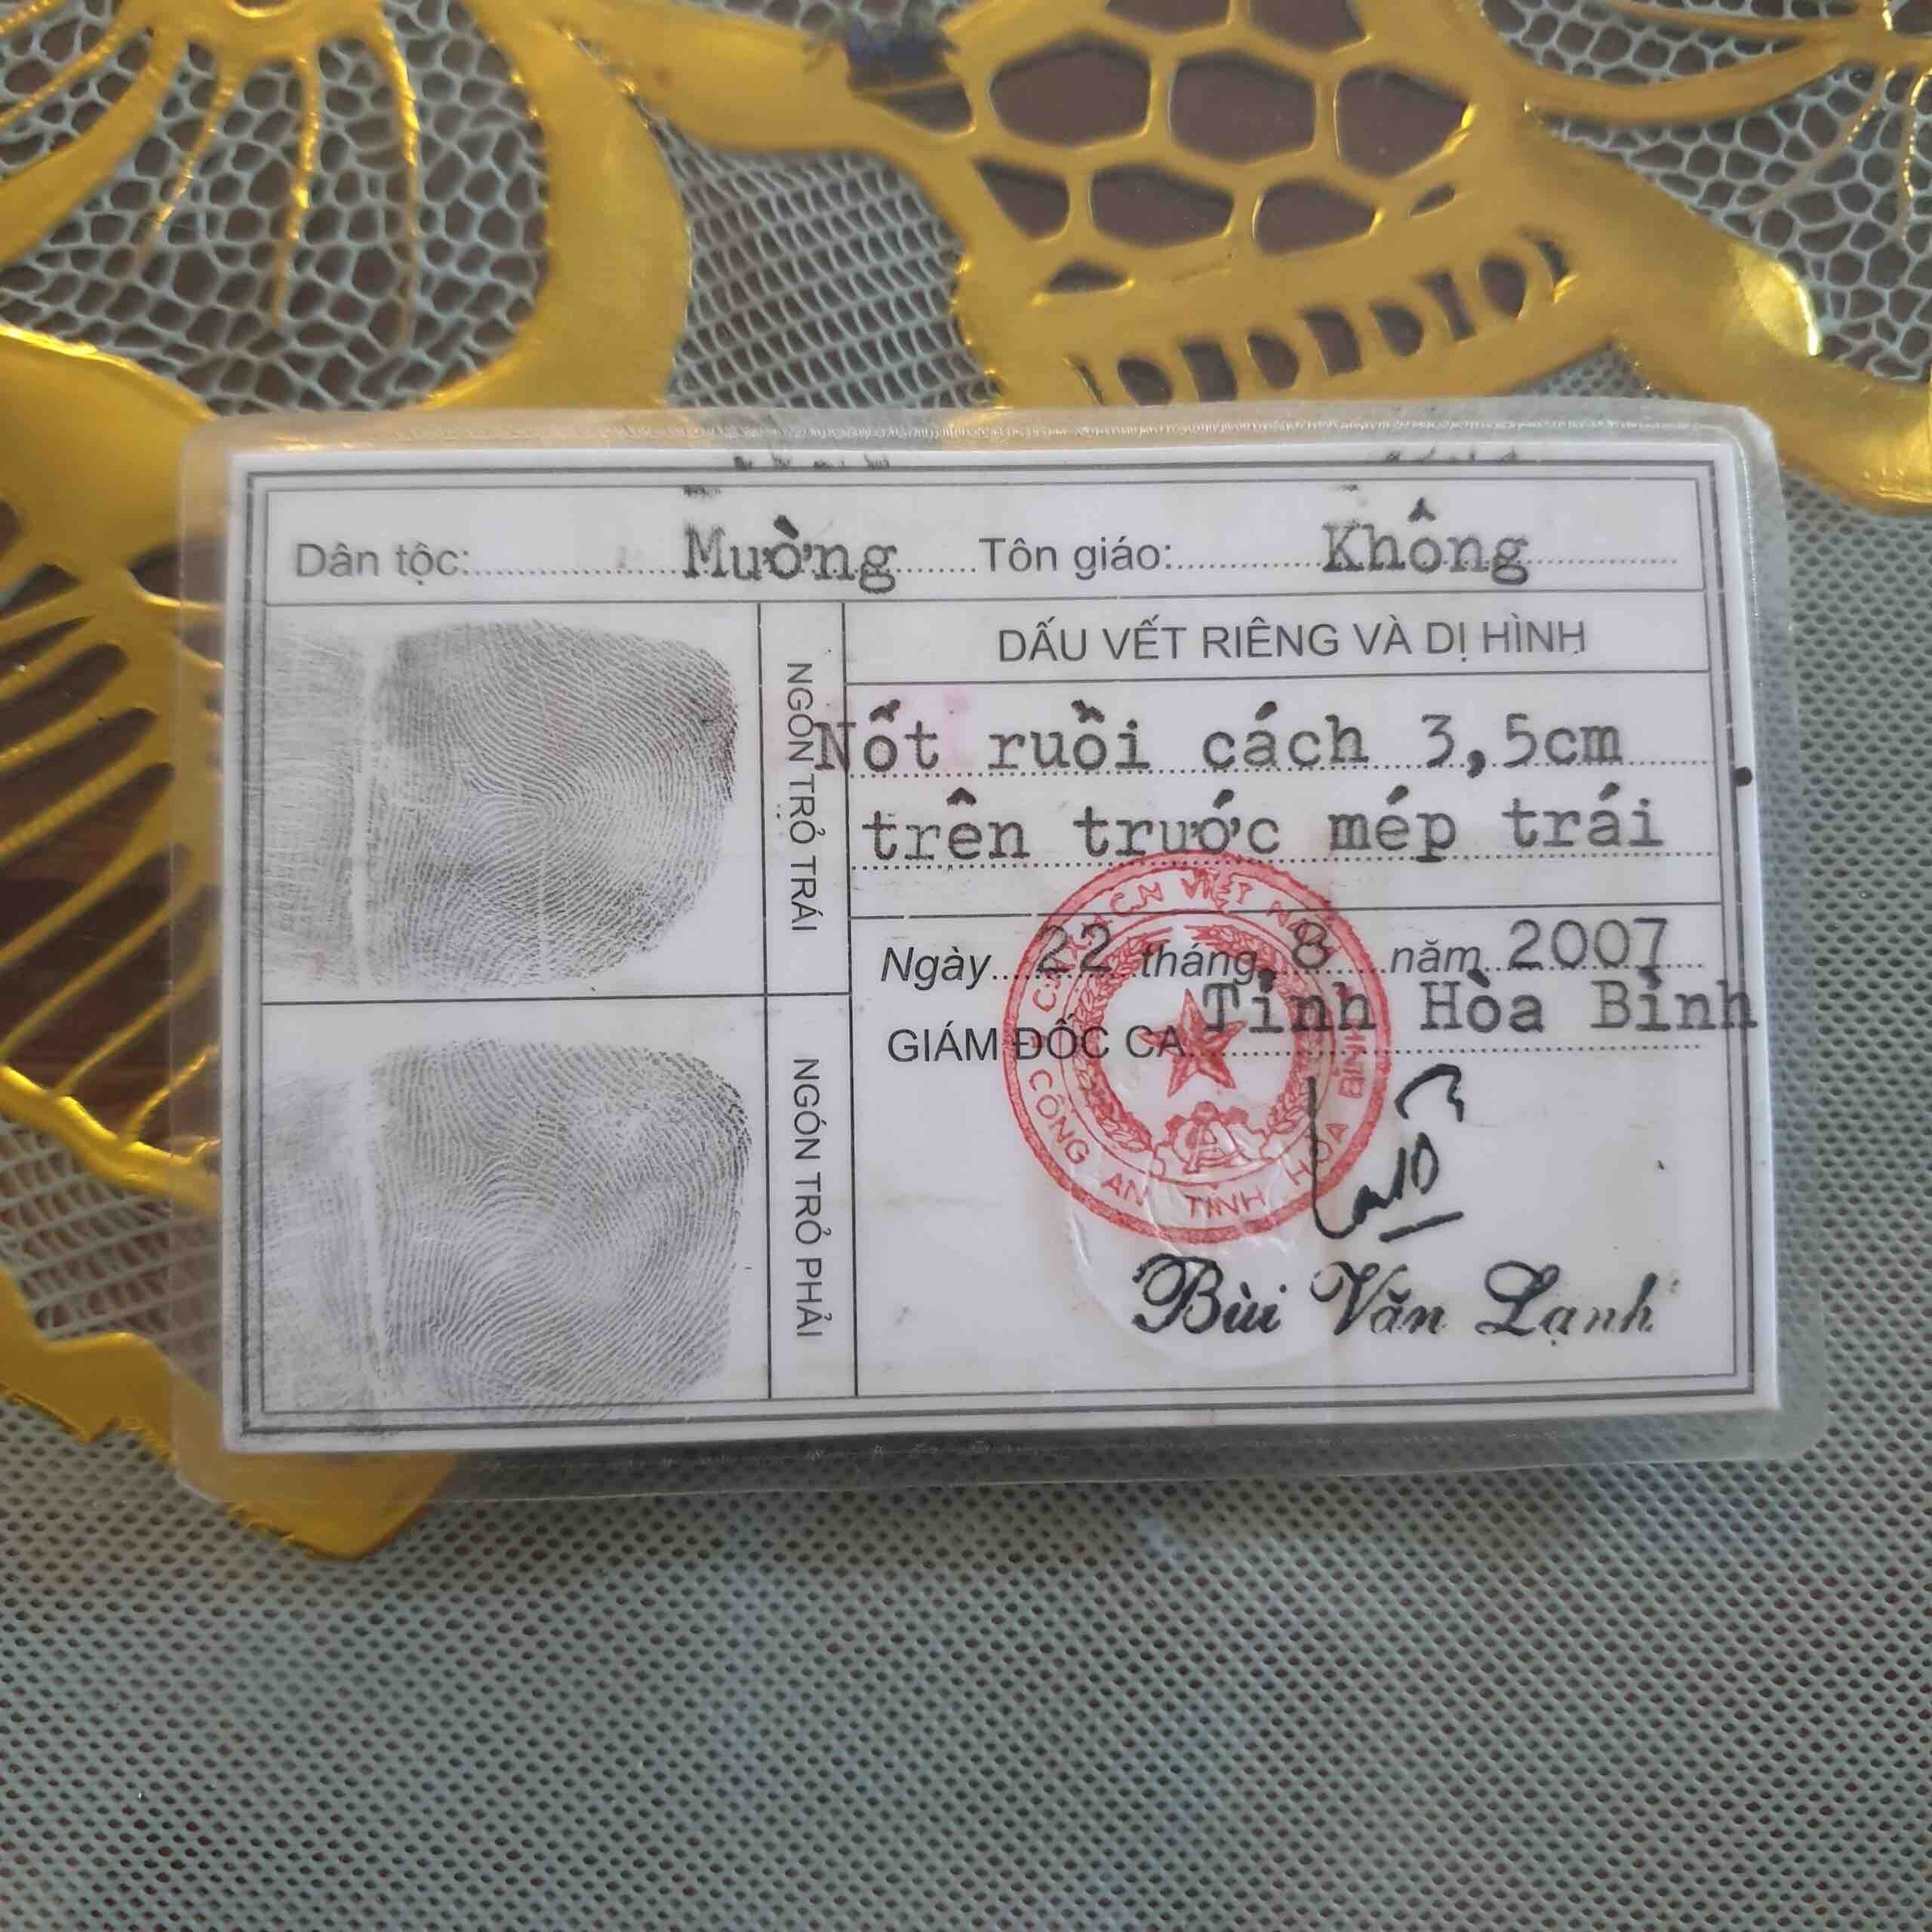 Dân tộc: Mường Tôn giáo: Không
DẤU VẾT RIÊNG VÀ DỊ HÌNH
Nốt ruồi cách 3,5cm
trên trước mép trái
NGÓN TRỎ TRÁI
Ngày 22 tháng 8 năm 2007
GIÁM ĐỐC CA Tỉnh Hòa Bình
CÔNG AN TỈNH HÒA BÌNH
NGÓN TRỎ PHẢI
Bùi Văn Lạnh